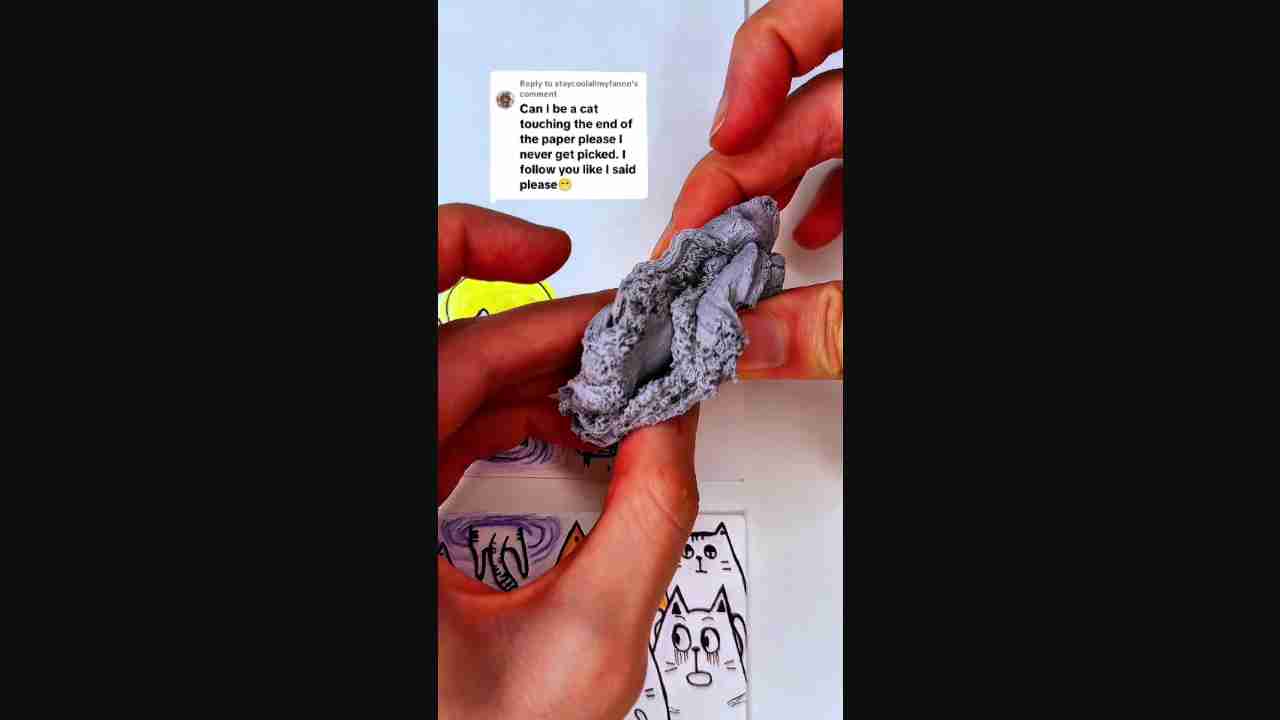 Reply to staycoolallmyfannn's
comment
Can I be a cat
touching the end of
the paper please I
never get picked. I
follow you like I said
please😁